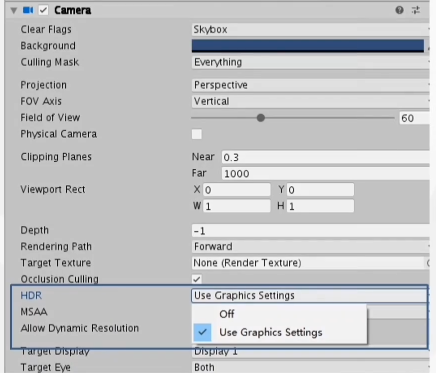 Camera
Clear Flags Skybox
Background
Culling Mask Everything
Projection Perspective
FOV Axis Vertical
Field of View 60
Physical Camera
Clipping Planes Near 0.3
Far 1000
Viewport Rect X 0 Y 0
W 1 H 1
Depth -1
Rendering Path Forward
Target Texture None (Render Texture)
Occlusion Culling
HDR Use Graphics Settings
MSAA Off
Allow Dynamic Resolution Use Graphics Settings
Target Display Display 1
Target Eye Both